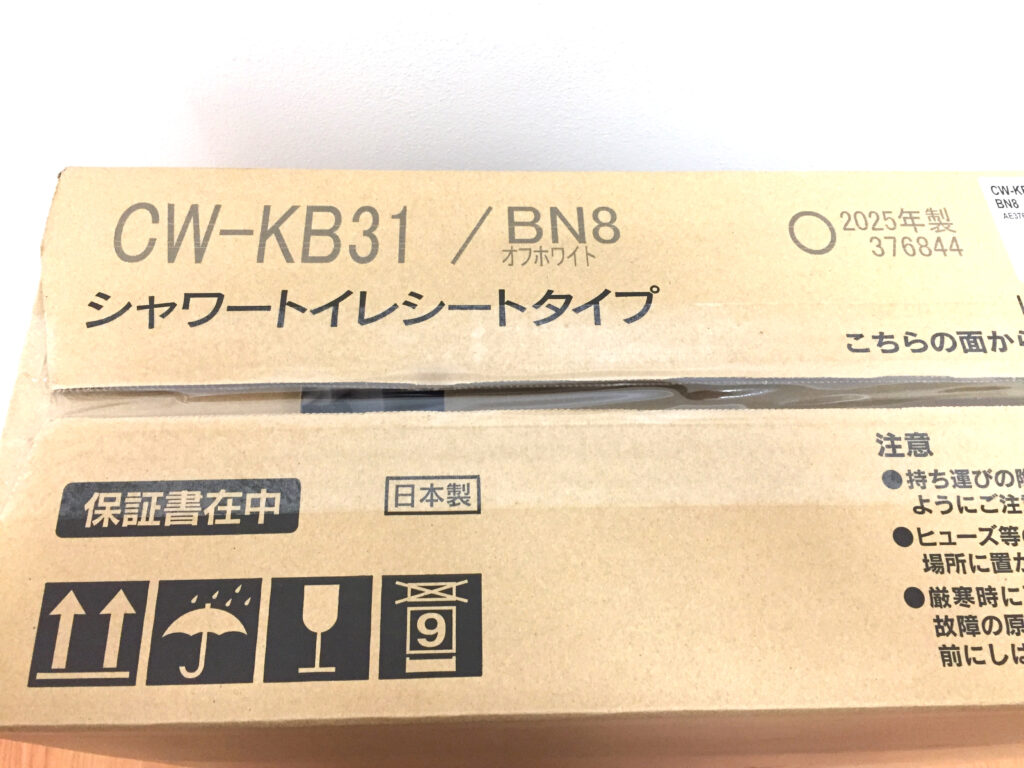 CW-KB31 / BN8
オフホワイト
2025年製
376844
BN8
シャワートイレシートタイプ
こちらの面から
注意
●持ち運びの際
ようにご注
●ヒューズ等
場所に置
●厳寒時に
故障の原
前にしは
保証書在中
日本製
9